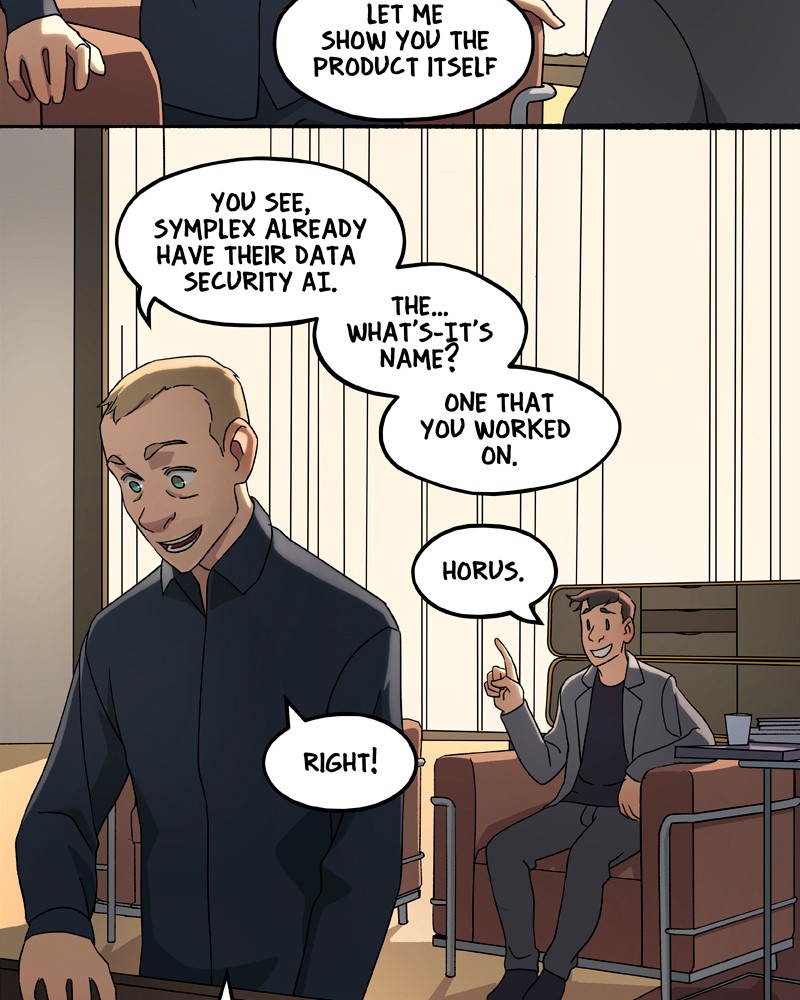 LET ME
SHOW YOU THE
PRODUCT ITSELF
YOU SEE,
SYMPLEX ALREADY
HAVE THEIR DATA
SECURITY AI.
THE...
WHAT'S-IT'S
NAME?
ONE THAT
YOU WORKED
ON.
HORUS.
RIGHT!